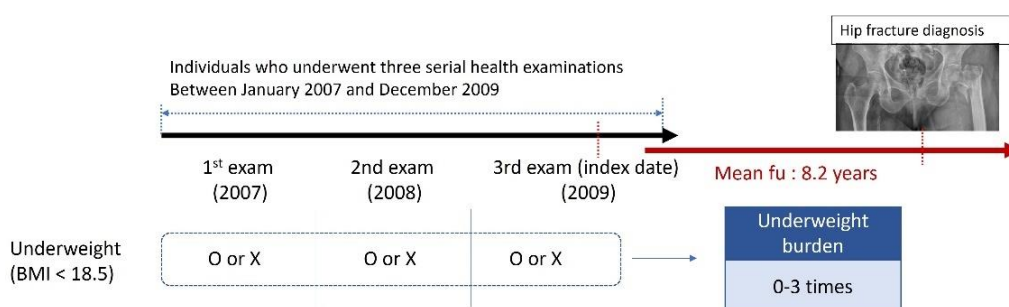 Hip fracture diagnosis
Individuals who underwent three serial health examinations
Between January 2007 and December 2009
1st exam
(2007)
2nd exam
(2008)
3rd exam (index date)
(2009)
Mean fu : 8.2 years
Underweight
(BMI < 18.5)
O or X
O or X
O or X
Underweight
burden
0-3 times